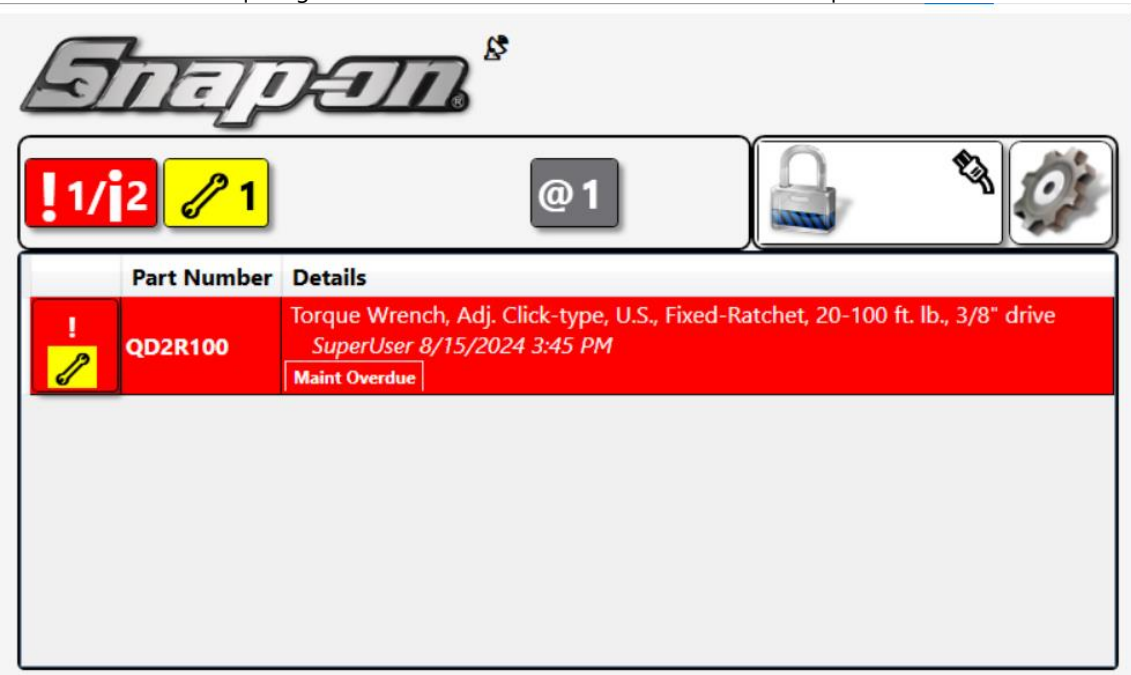 Snap-on®
! 1/i2
1
@ 1
Part Number Details
!
QD2R100
Torque Wrench, Adj. Click-type, U.S., Fixed-Ratchet, 20-100 ft. lb., 3/8" drive
SuperUser 8/15/2024 3:45 PM
Maint Overdue